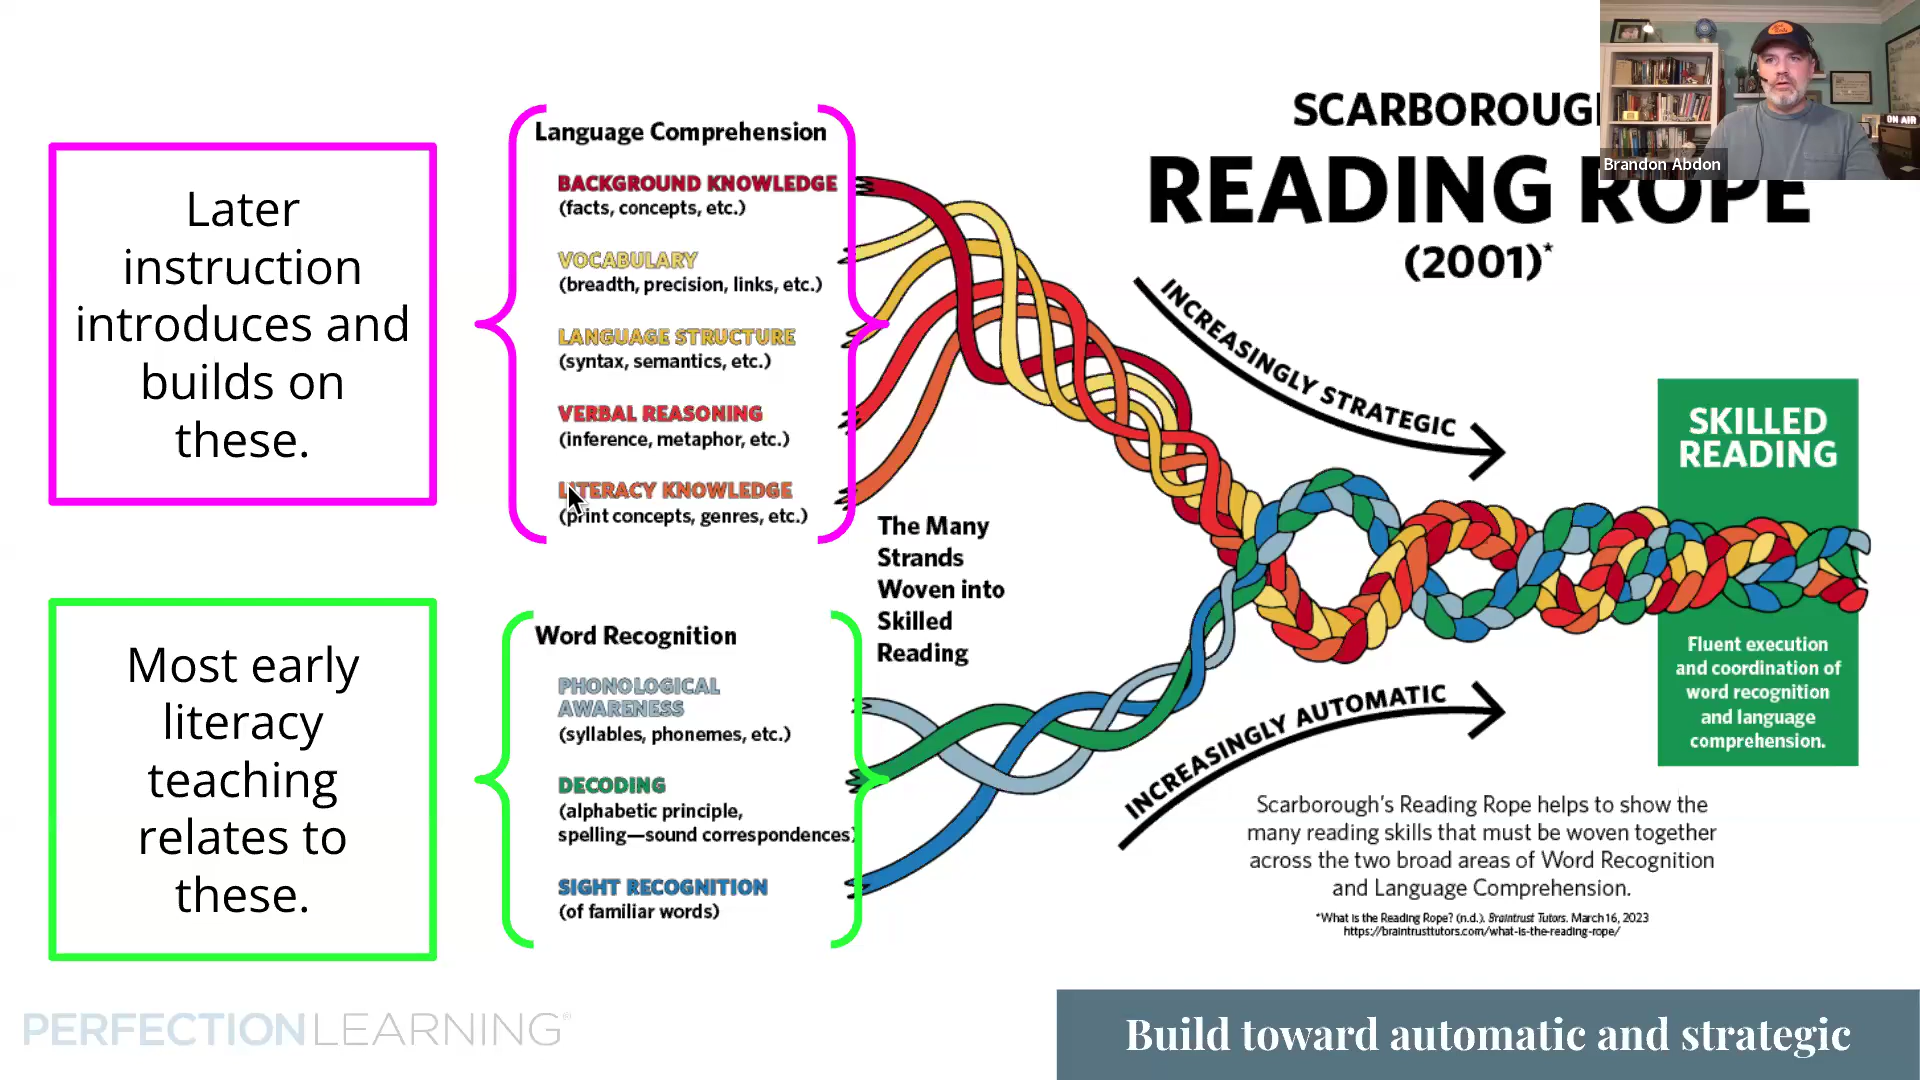 Later
instruction
introduces and
builds on
these.
Most early
literacy
teaching
relates to
these.
Language Comprehension
BACKGROUND KNOWLEDGE
(facts, concepts, etc.)
VOCABULARY
(breadth, precision, links, etc.)
LANGUAGE STRUCTURE
(syntax, semantics, etc.)
VERBAL REASONING
(inference, metaphor, etc.)
LITERACY KNOWLEDGE
(print concepts, genres, etc.)
Word Recognition
PHONOLOGICAL
AWARENESS
(syllables, phonemes, etc.)
DECODING
(alphabetic principle,
spelling—sound correspondences)
SIGHT RECOGNITION
(of familiar words)
The Many
Strands
Woven into
Skilled
Reading
SCARBOROUG
READING ROPE
(2001)*
INCREASINGLY STRATEGIC
INCREASINGLY AUTOMATIC
SKILLED
READING
Fluent execution
and coordination of
word recognition
and language
comprehension.
Scarborough's Reading Rope helps to show the
many reading skills that must be woven together
across the two broad areas of Word Recognition
and Language Comprehension.
*What is the Reading Rope? (n.d.). Braintrust Tutors. March 16, 2023
https://braintrusttutors.com/what-is-the-reading-rope/
ON AIR
Brandon Abdon
PERFECTION LEARNING®
Build toward automatic and strategic